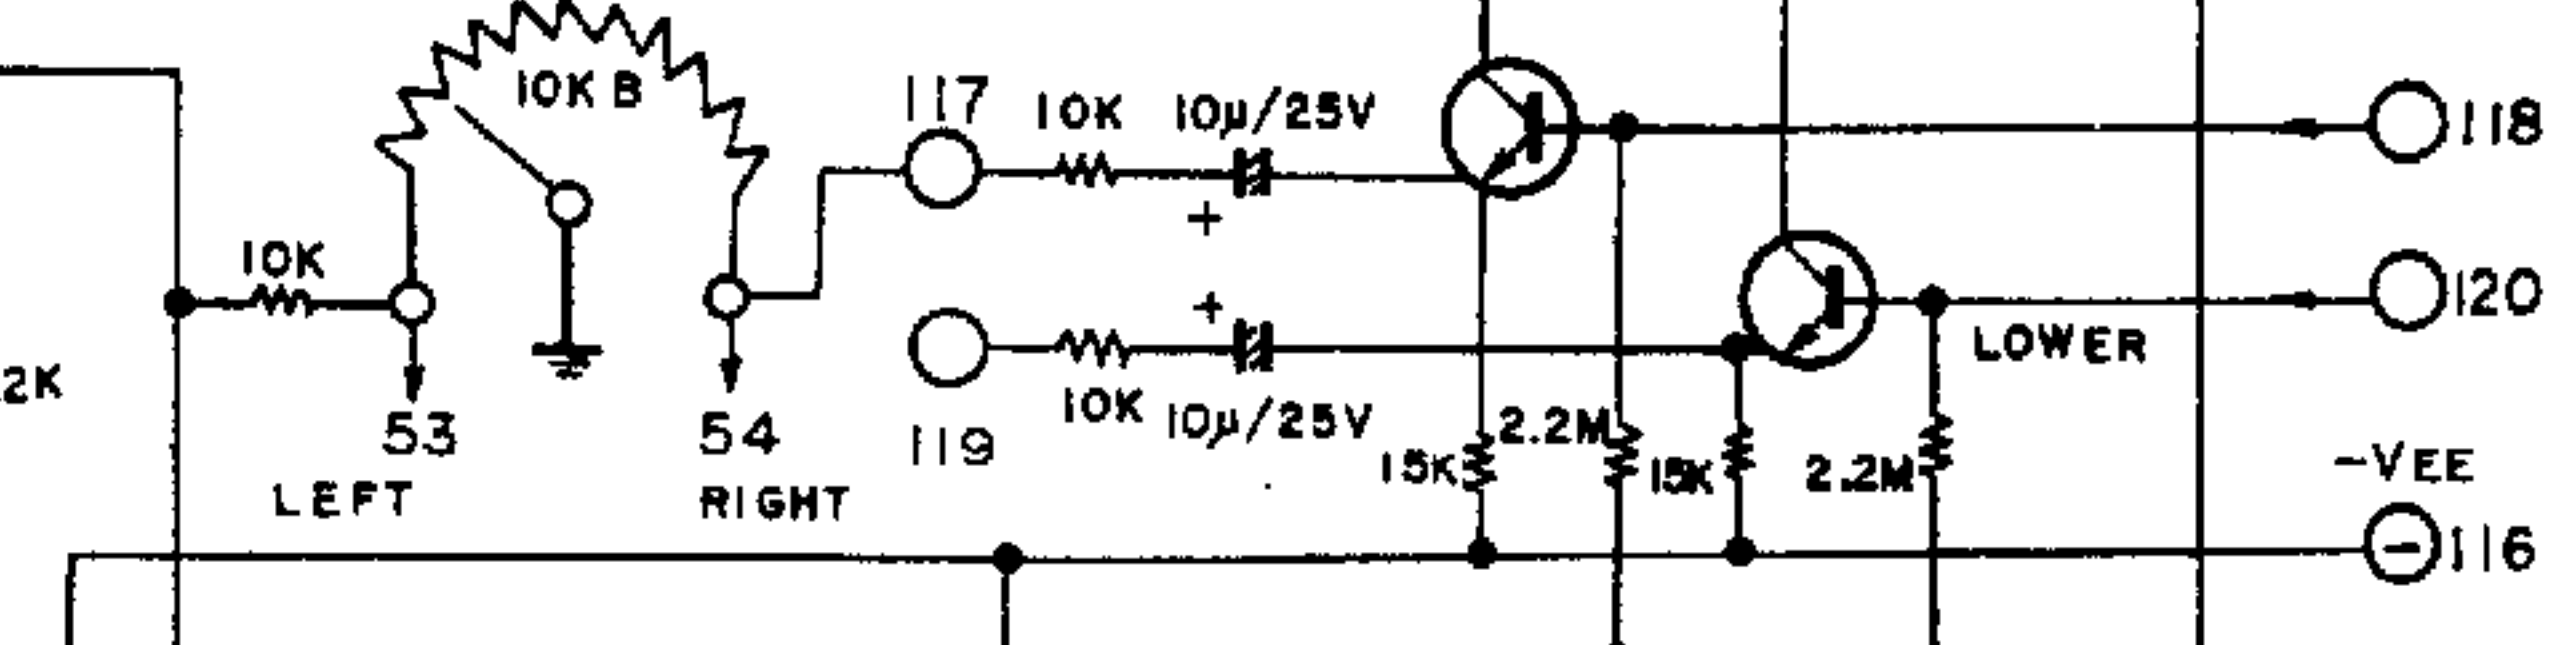 10K B
117
10K
10µ/25V
118
+
10K
+
120
LOWER
2K
53
54
119
10K
10µ/25V
15K
2.2M
15K
2.2M
-VEE
LEFT
RIGHT
116